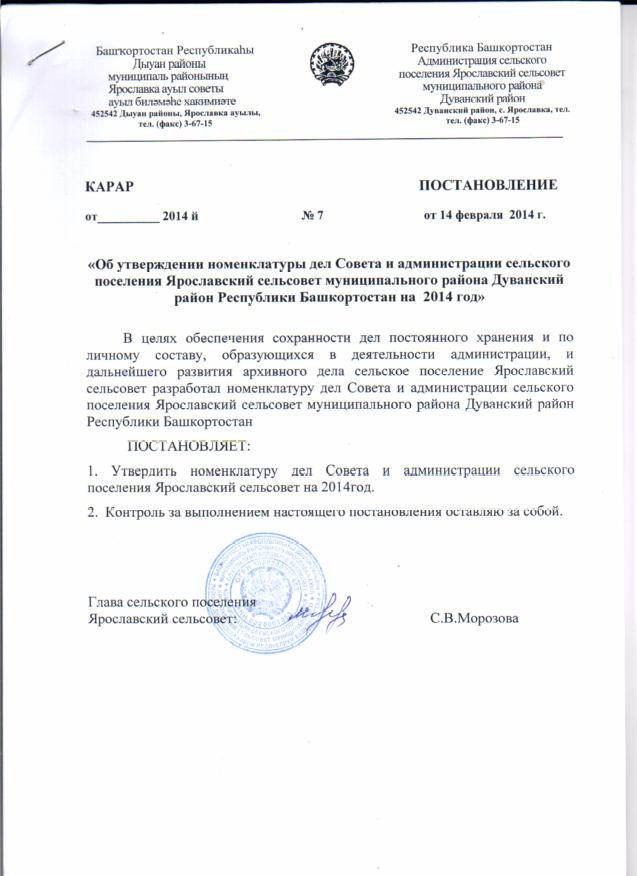 Башҡортостан Республикаһы
Дыуан районы
муниципаль районының
Ярославка ауыл советы
ауыл биләмәһе хакимиәте
452542 Дыуан районы, Ярославка ауылы,
тел. (факс) 3-67-15
Республика Башкортостан
Администрация сельского
поселения Ярославский сельсовет
муниципального района
Дуванский район
452542 Дуванский район, с. Ярославка, тел.
тел. (факс) 3-67-15
КАРАР ПОСТАНОВЛЕНИЕ
от__________ 2014 й № 7 от 14 февраля 2014 г.
«Об утверждении номенклатуры дел Совета и администрации сельского
поселения Ярославский сельсовет муниципального района Дуванский
район Республики Башкортостан на 2014 год»
В целях обеспечения сохранности дел постоянного хранения и по
личному составу, образующихся в деятельности администрации, и
дальнейшего развития архивного дела сельское поселение Ярославский
сельсовет разработал номенклатуру дел Совета и администрации сельского
поселения Ярославский сельсовет муниципального района Дуванский район
Республики Башкортостан
ПОСТАНОВЛЯЕТ:
1. Утвердить номенклатуру дел Совета и администрации сельского
поселения Ярославский сельсовет на 2014год.
2. Контроль за выполнением настоящего постановления оставляю за собой.
Глава сельского поселения
Ярославский сельсовет: С.В.Морозова